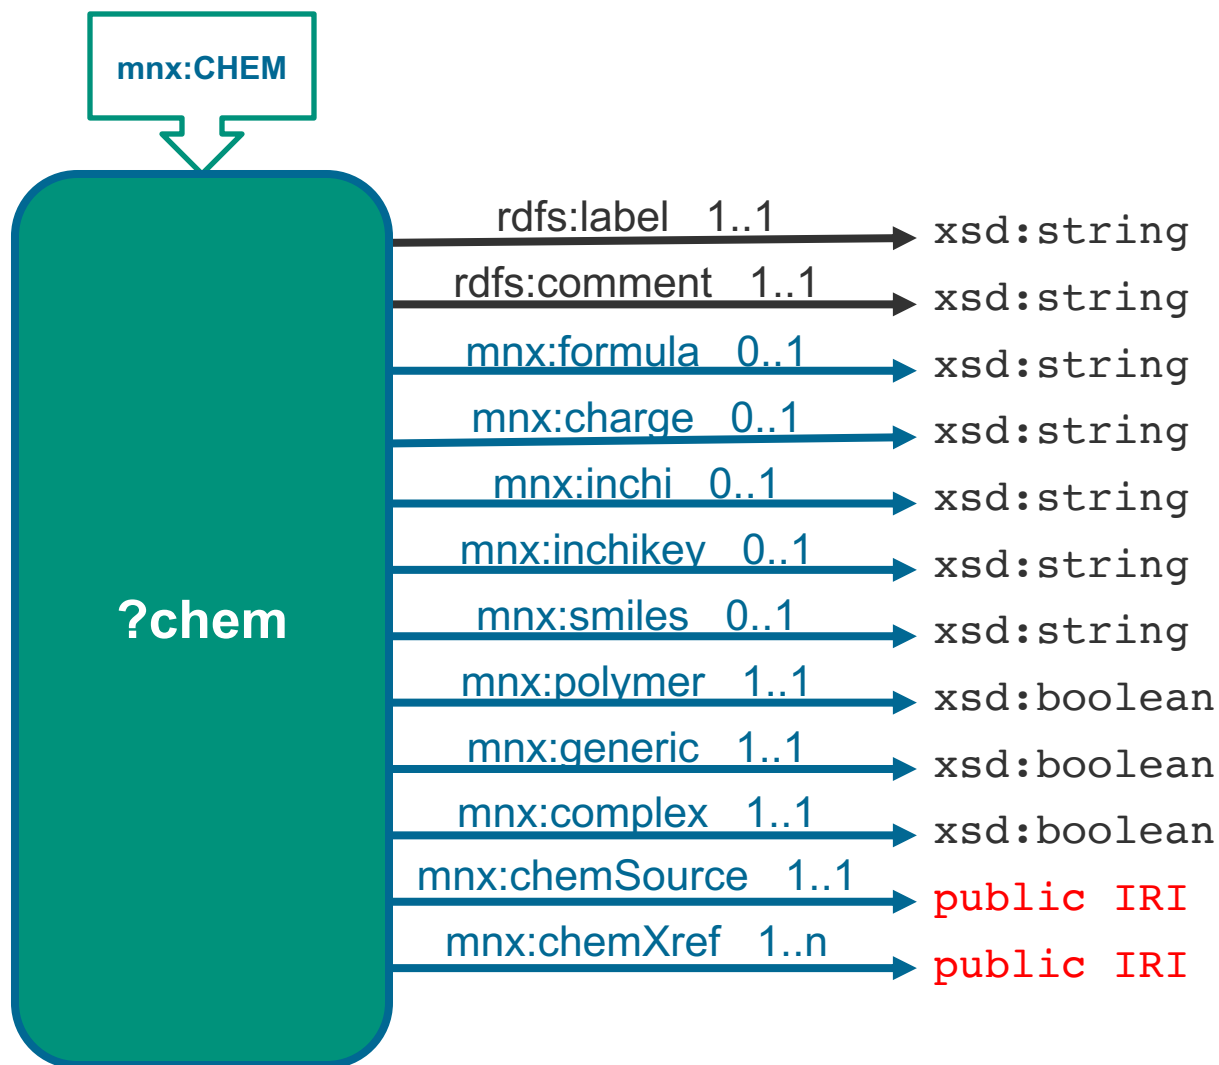 mnx:CHEM
?chem
rdfs:label 1..1 xsd:string
rdfs:comment 1..1 xsd:string
mnx:formula 0..1 xsd:string
mnx:charge 0..1 xsd:string
mnx:inchi 0..1 xsd:string
mnx:inchikey 0..1 xsd:string
mnx:smiles 0..1 xsd:string
mnx:polymer 1..1 xsd:boolean
mnx:generic 1..1 xsd:boolean
mnx:complex 1..1 xsd:boolean
mnx:chemSource 1..1 public IRI
mnx:chemXref 1..n public IRI